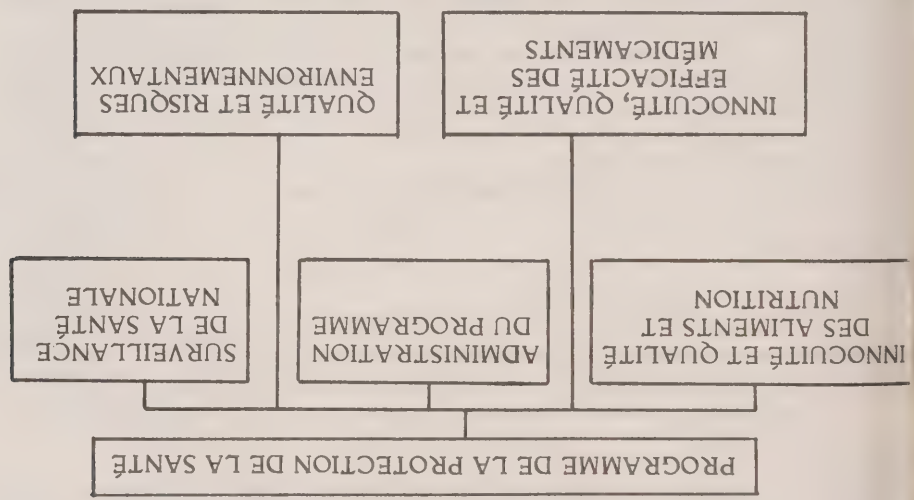 PROGRAMME DE LA PROTECTION DE LA SANTÉ
INNOCUITÉ ET QUALITÉ
DES ALIMENTS ET
NUTRITION
ADMINISTRATION
DU PROGRAMME
SURVEILLANCE
DE LA SANTÉ
NATIONALE
INNOCUITÉ, QUALITÉ ET
EFFICACITÉ DES
MÉDICAMENTS
QUALITÉ ET RISQUES
ENVIRONNEMENTAUX